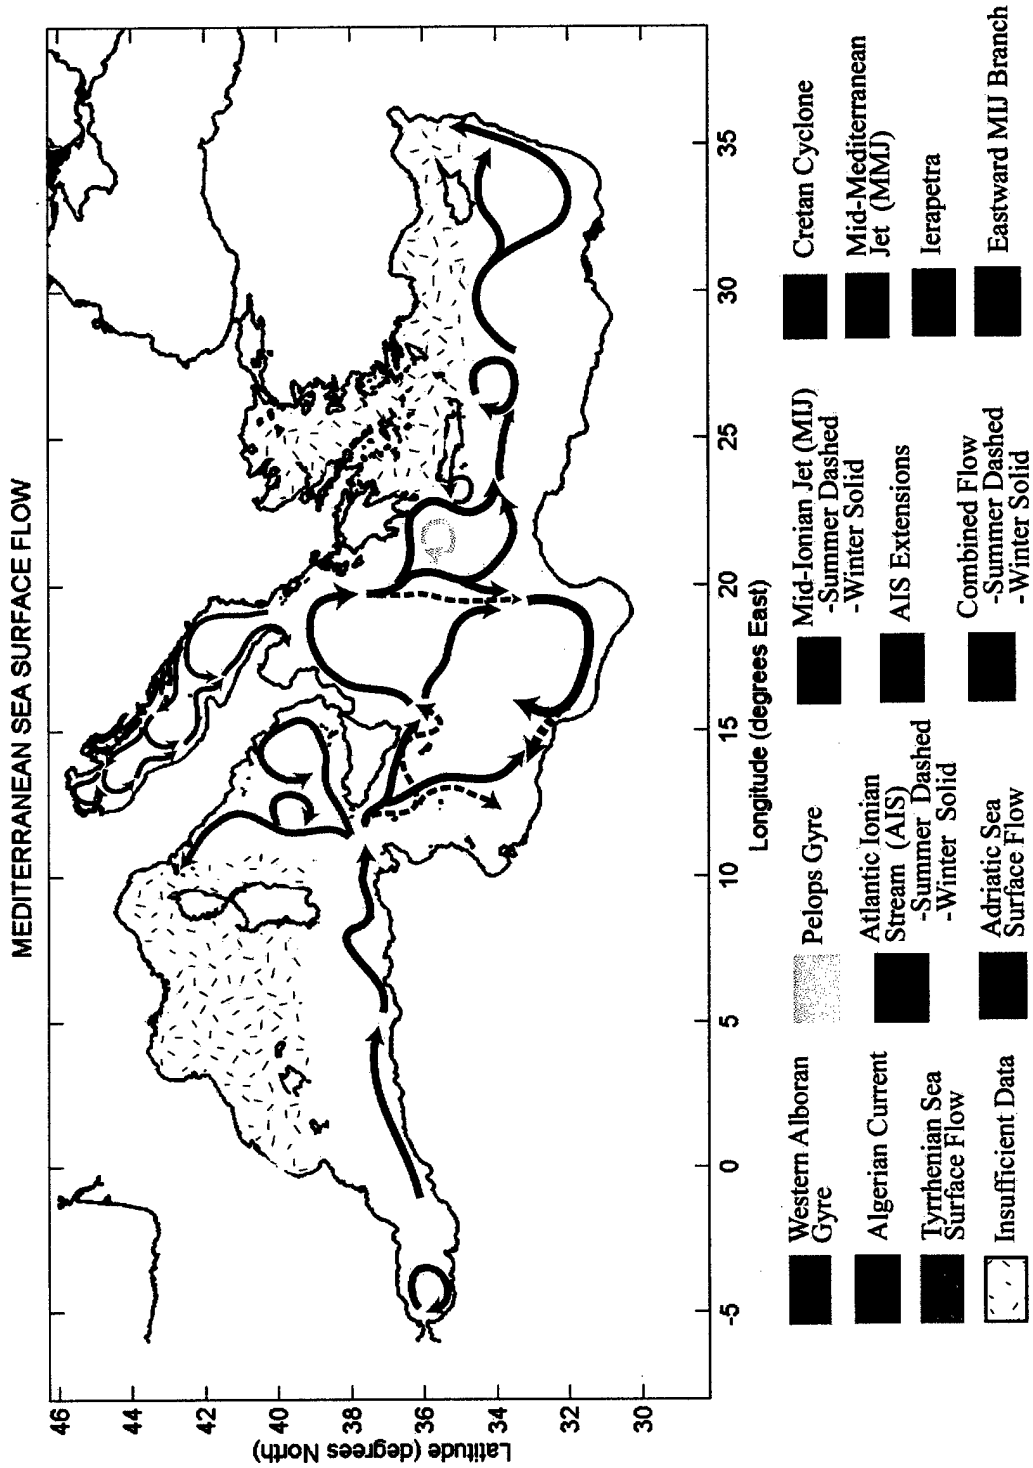 MEDITERRANEAN SEA SURFACE FLOW
Latitude (degrees North)
46
44
42
40
38
36
34
32
30
-5
0
5
10
15
20
25
30
35
Longitude (degrees East)
Western Alboran
Gyre
Algerian Current
Tyrrhenian Sea
Surface Flow
Insufficient Data
Pelops Gyre
Atlantic Ionian
Stream (AIS)
-Summer Dashed
-Winter Solid
Adriatic Sea
Surface Flow
Mid-Ionian Jet (MIJ)
-Summer Dashed
-Winter Solid
AIS Extensions
Combined Flow
-Summer Dashed
-Winter Solid
Cretan Cyclone
Mid-Mediterranean
Jet (MMJ)
Ierapetra
Eastward MIJ Branch